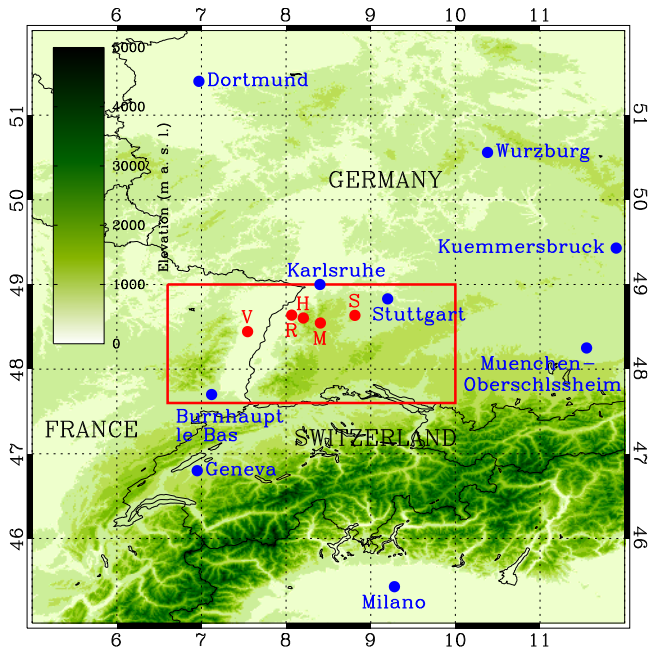 6 7 8 9 10 11
5000
4000
3000
2000
1000
0
Elevation (m a. s. l.)
Dortmund
51 51
Wurzburg
GERMANY
50 50
Kuemmersbruck
Karlsruhe
49 49
V H S
R M
Stuttgart
48 48
Muenchen-
Oberschlssheim
Burnhaupt
le Bas
FRANCE
SWITZERLAND
47 47
Geneva
46 46
Milano
6 7 8 9 10 11